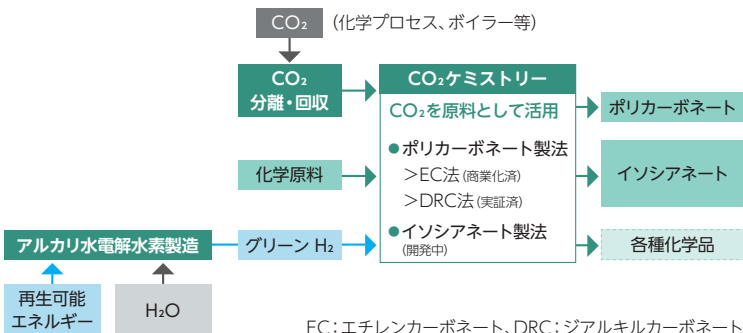 CO₂ (化学プロセス、ボイラー等)
CO₂
分離・回収
CO₂ケミストリー
CO₂を原料として活用
●ポリカーボネート製法
>EC法(商業化済)
>DRC法(実証済)
●イソシアネート製法
(開発中)
ポリカーボネート
化学原料
イソシアネート
アルカリ水電解水素製造
グリーン H₂
各種化学品
再生可能
エネルギー
H₂O
EC：エチレンカーボネート、DRC：ジアルキルカーボネート